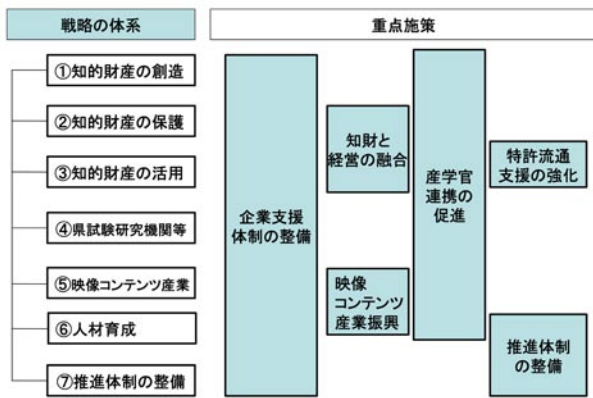 戦略の体系
重点施策
①知的財産の創造
②知的財産の保護
③知的財産の活用
④県試験研究機関等
⑤映像コンテンツ産業
⑥人材育成
⑦推進体制の整備
企業支援
体制の整備
知財と
経営の融合
映像
コンテンツ
産業振興
産学官
連携の
促進
特許流通
支援の強化
推進体制
の整備